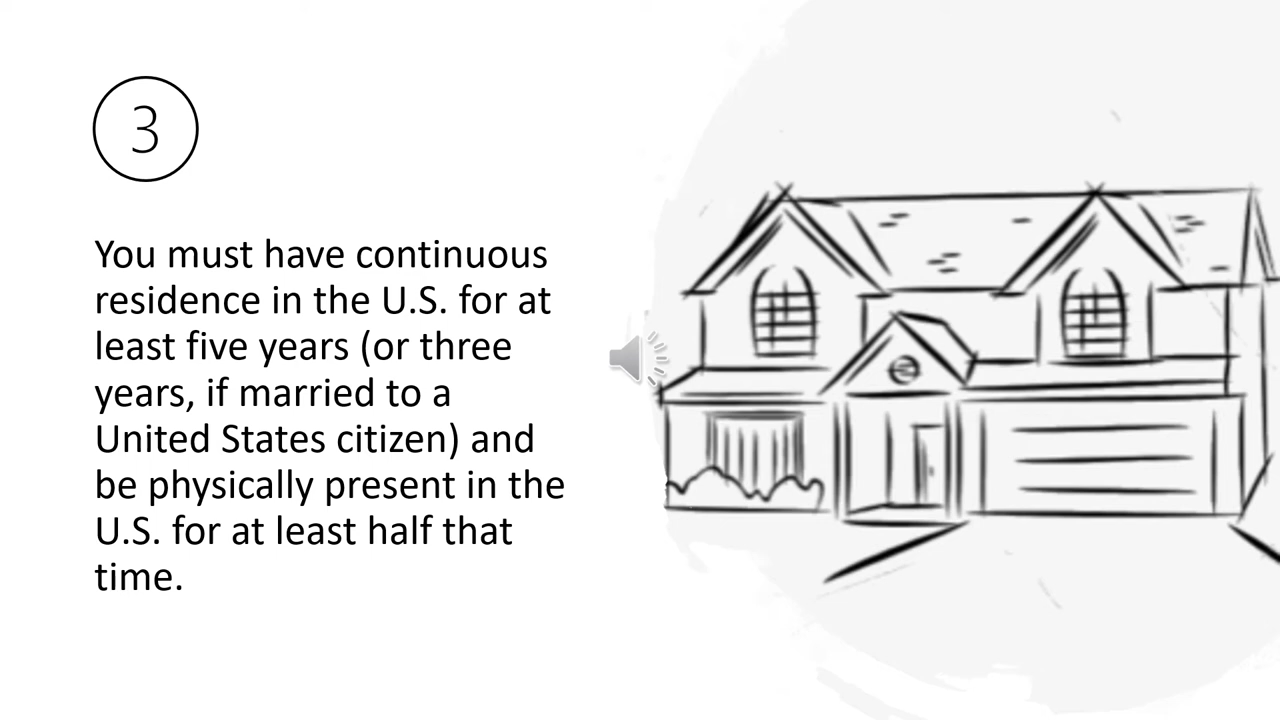 3
You must have continuous
residence in the U.S. for at
least five years (or three
years, if married to a
United States citizen) and
be physically present in the
U.S. for at least half that
time.